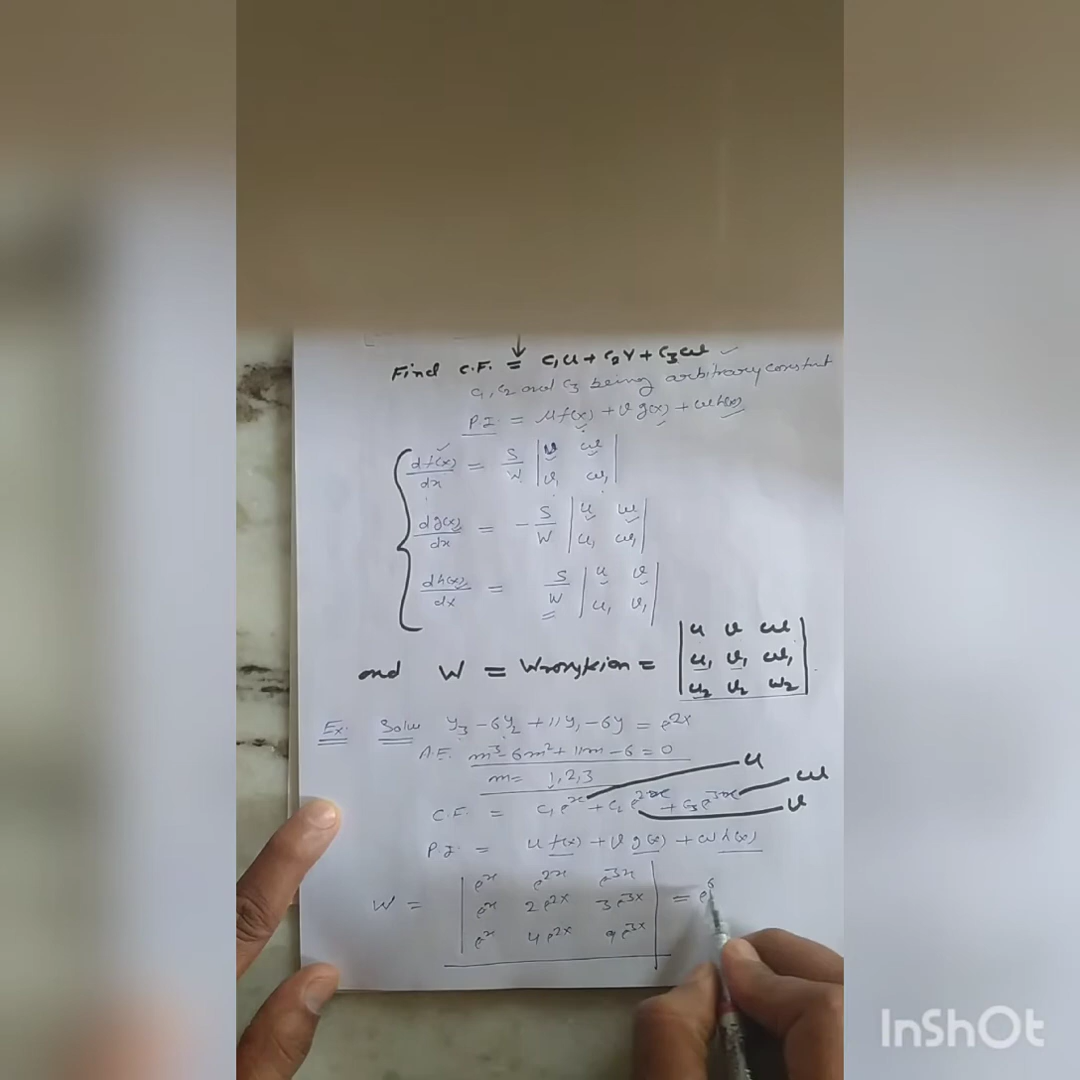 Find C.F. = C₁u + C₂v + C₃w
C₁, C₂ and C₃ being arbitrary constant
P.I. = u f(x) + v g(x) + w h(x)
df(x)/dx = S/W |v w; v₁ w₁|
dg(x)/dx = - S/W |u w; u₁ w₁|
dh(x)/dx = S/W |u v; u₁ v₁|
and W = Wronykion = |u v w; u₁ v₁ w₁; u₂ v₂ w₂|
Ex: Solve y₃ - 6y₂ + 11y₁ - 6y = e^2x
A.E. m³ - 6m² + 11m - 6 = 0
m = 1, 2, 3
u
w
v
C.F. = C₁e^x + C₂e^2x + C₃e^3x
P.I. = u f(x) + v g(x) + w h(x)
W = |e^x e^2x e^3x; e^x 2e^2x 3e^3x; e^x 4e^2x 9e^3x| = e^6
InShOt